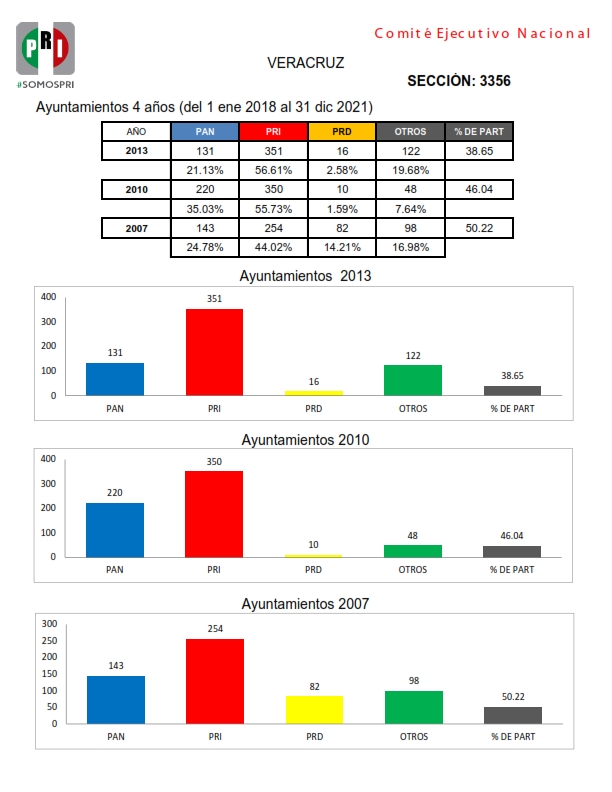 Comité Ejecutivo Nacional
PRI
#SOMOSPRI
VERACRUZ
SECCIÓN: 3356
Ayuntamientos 4 años (del 1 ene 2018 al 31 dic 2021)
AÑO PAN PRI PRD OTROS % DE PART
2013 131 351 16 122 38.65
21.13% 56.61% 2.58% 19.68%
2010 220 350 10 48 46.04
35.03% 55.73% 1.59% 7.64%
2007 143 254 82 98 50.22
24.78% 44.02% 14.21% 16.98%
Ayuntamientos 2013
400
300
200
100
0
131 351 16 122 38.65
PAN PRI PRD OTROS % DE PART
Ayuntamientos 2010
400
300
200
100
0
220 350 10 48 46.04
PAN PRI PRD OTROS % DE PART
Ayuntamientos 2007
300
250
200
150
100
50
0
143 254 82 98 50.22
PAN PRI PRD OTROS % DE PART